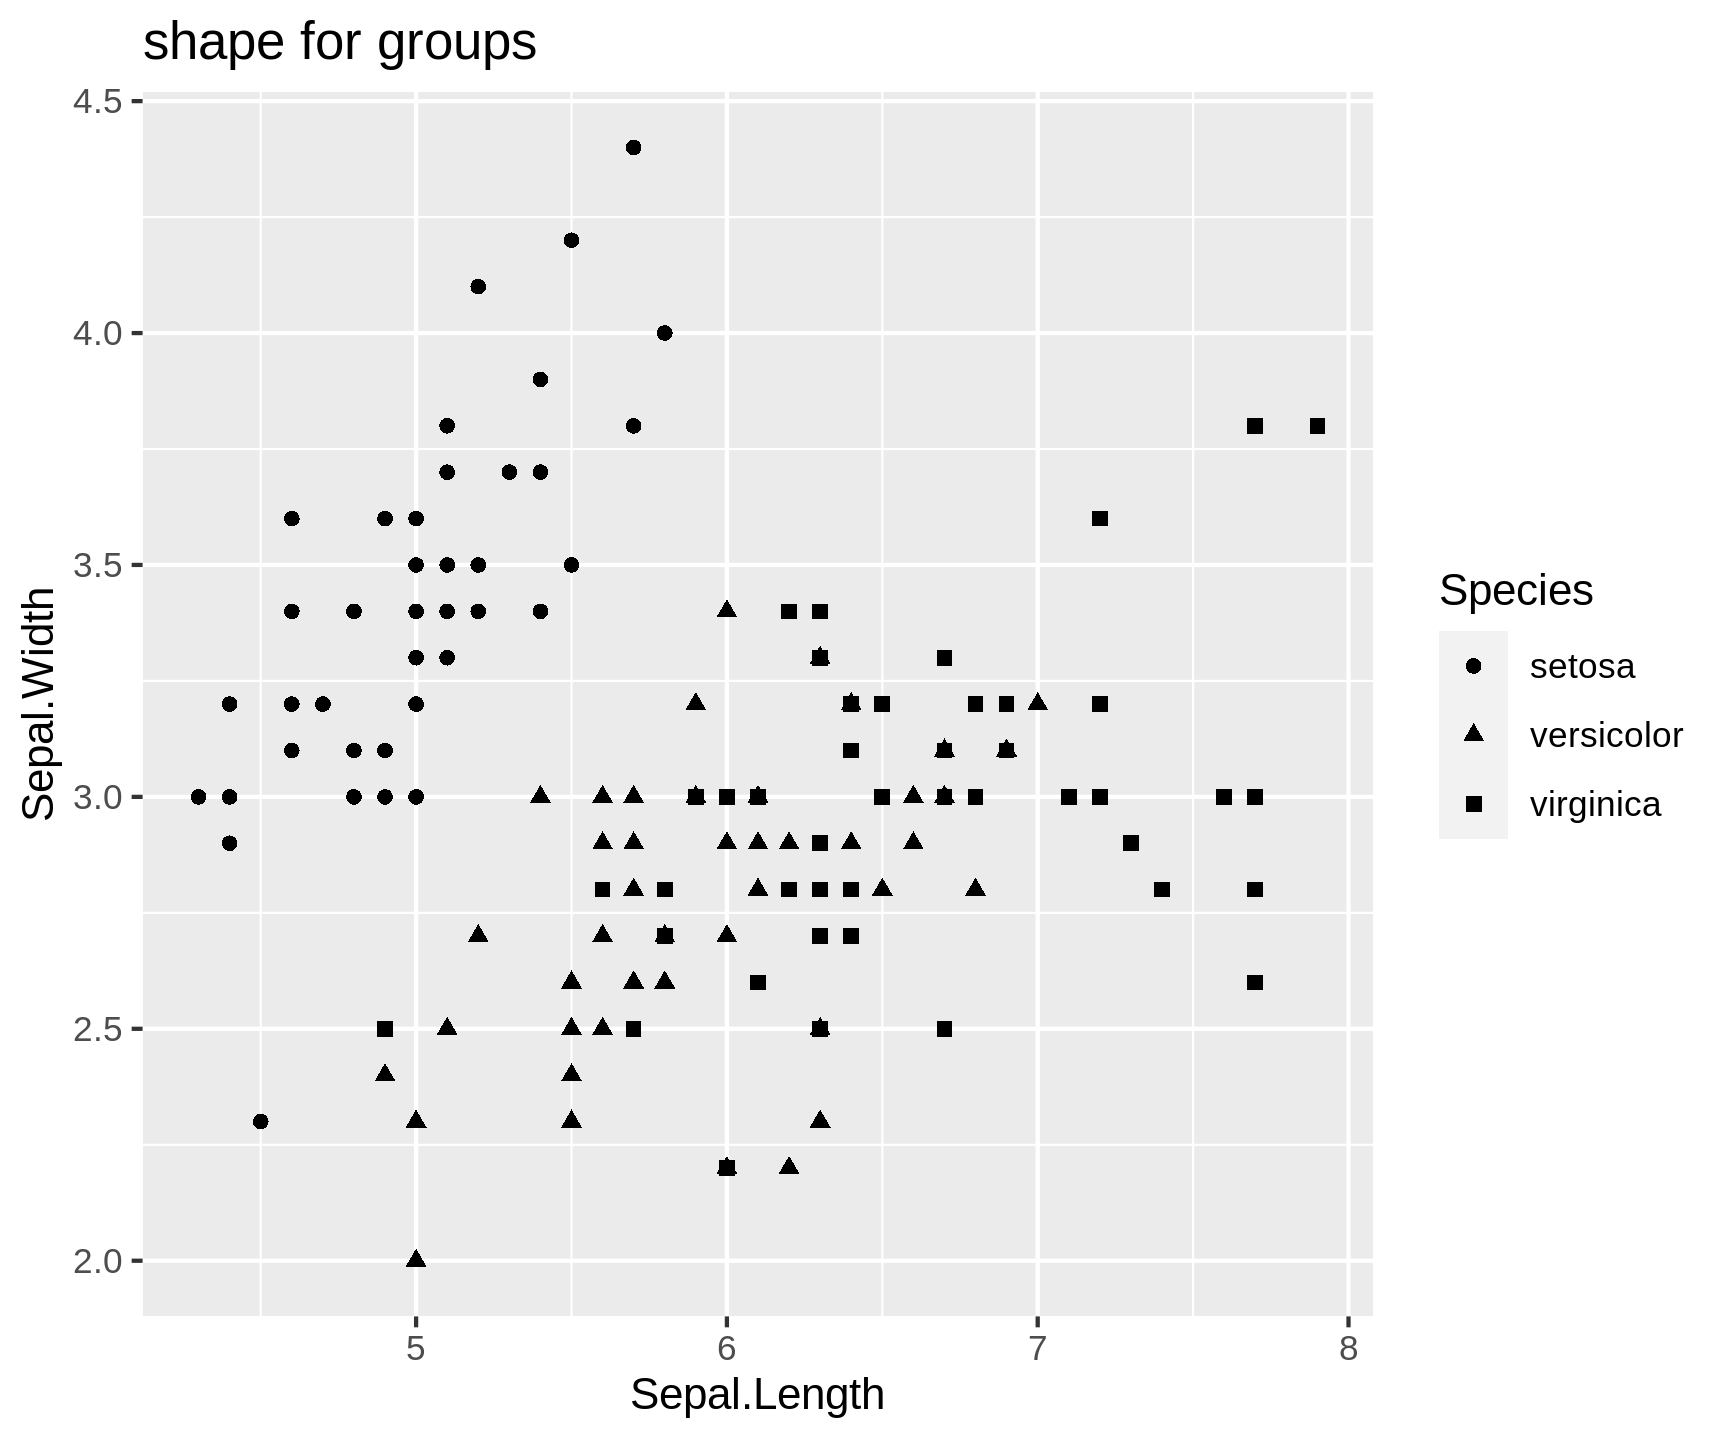 shape for groups
4.5
4.0
3.5
3.0
2.5
2.0
Sepal.Width
5 6 7 8
Sepal.Length
Species
setosa
versicolor
virginica